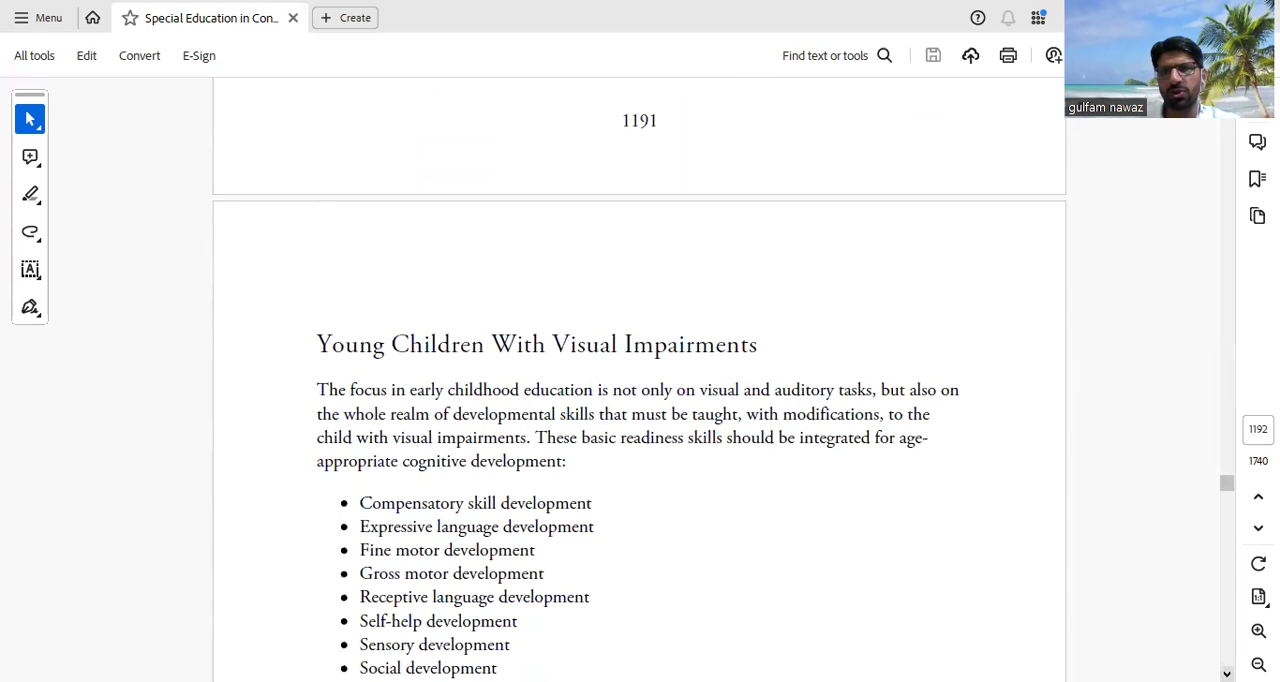 Menu
Special Education in Con...
Create
All tools
Edit
Convert
E-Sign
Find text or tools
gulfam nawaz
1191
Young Children With Visual Impairments
The focus in early childhood education is not only on visual and auditory tasks, but also on
the whole realm of developmental skills that must be taught, with modifications, to the
child with visual impairments. These basic readiness skills should be integrated for age-
appropriate cognitive development:
• Compensatory skill development
• Expressive language development
• Fine motor development
• Gross motor development
• Receptive language development
• Self-help development
• Sensory development
• Social development
1192
1740